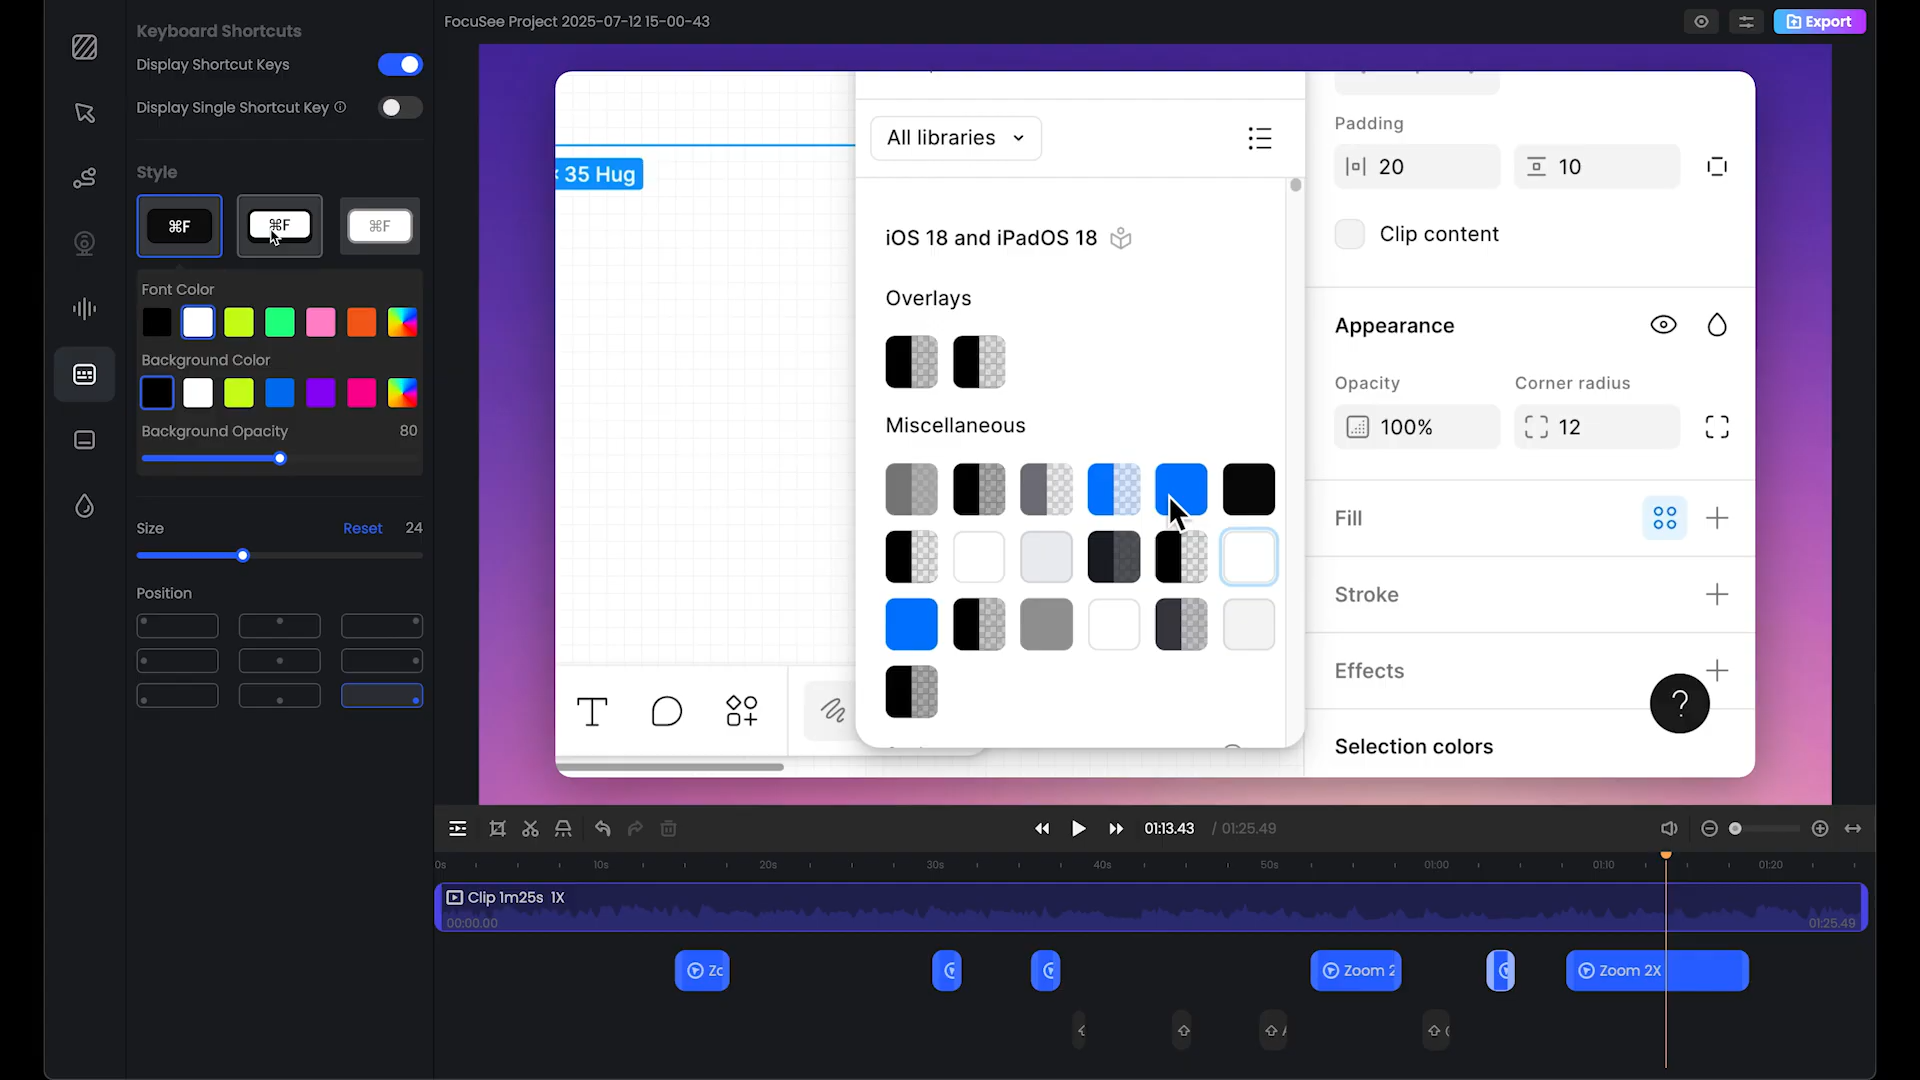 Keyboard Shortcuts
Display Shortcut Keys
Display Single Shortcut Key
Style
⌘F
⌘F
⌘F
Font Color
Background Color
Background Opacity 80
Size Reset 24
Position
FocuSee Project 2025-07-12 15-00-43
Export
35 Hug
All libraries
iOS 18 and iPadOS 18
Overlays
Miscellaneous
Padding
20
10
Clip content
Appearance
Opacity
Corner radius
100%
12
Fill
Stroke
Effects
?
Selection colors
01:13.43 / 01:25.49
0s 10s 20s 30s 40s 50s 01:00 01:10 01:20
Clip 1m25s 1X
00:00.00
01:25.49
Zoom 2
Zoom 2X